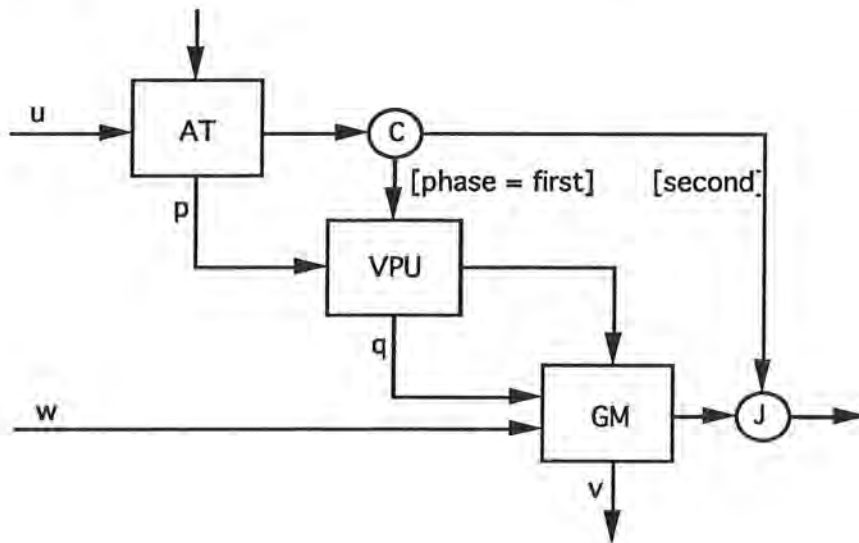 u
AT
C
[phase = first]
[second]
p
VPU
q
w
GM
J
v